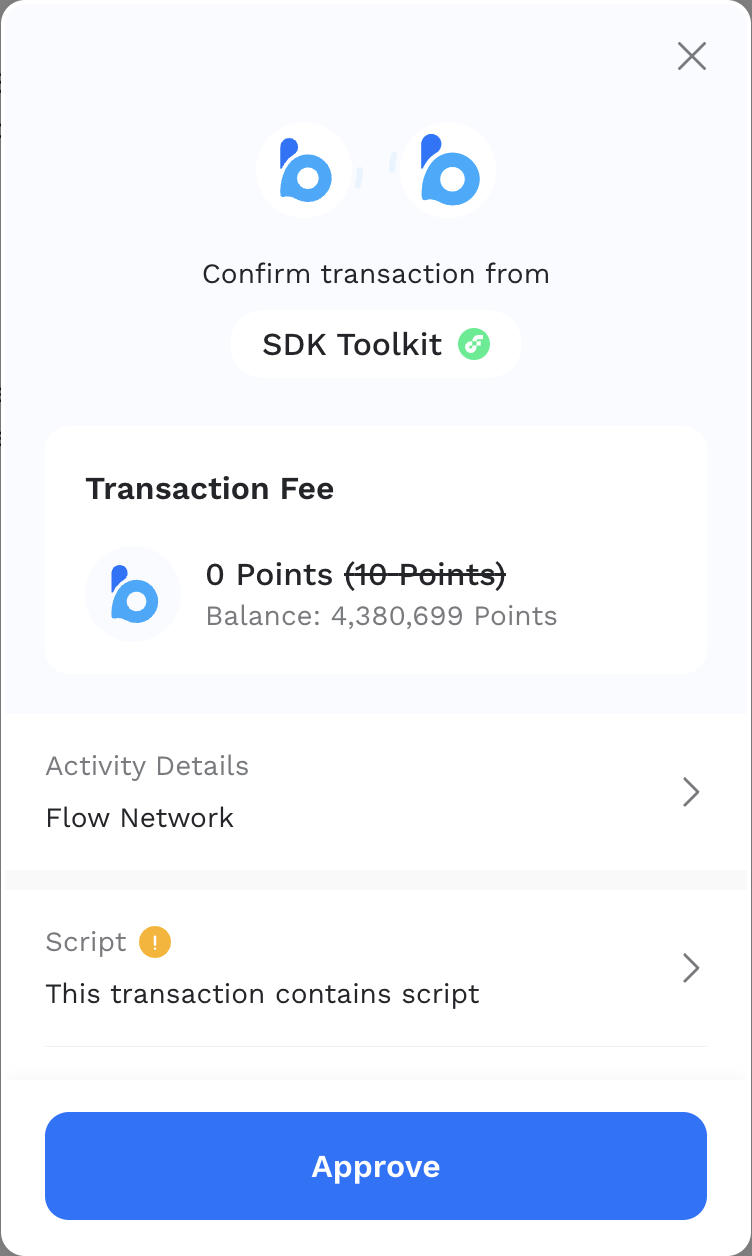 Confirm transaction from
SDK Toolkit
Transaction Fee
0 Points (10 Points)
Balance: 4,380,699 Points
Activity Details
Flow Network
Script !
This transaction contains script
Approve